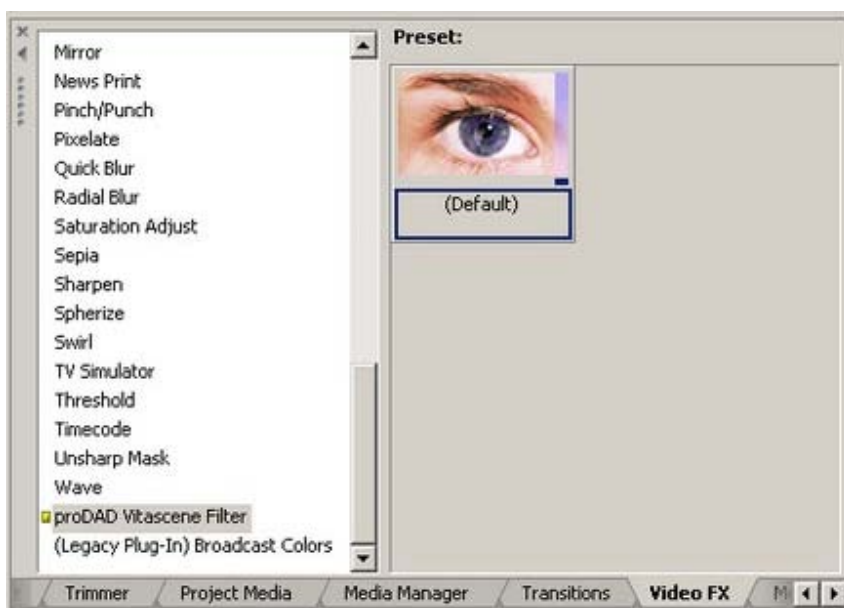 Mirror
News Print
Pinch/Punch
Pixelate
Quick Blur
Radial Blur
Saturation Adjust
Sepia
Sharpen
Spherize
Swirl
TV Simulator
Threshold
Timecode
Unsharp Mask
Wave
proDAD Vitascene Filter
(Legacy Plug-In) Broadcast Colors
Preset:
(Default)
Trimmer Project Media Media Manager Transitions Video FX